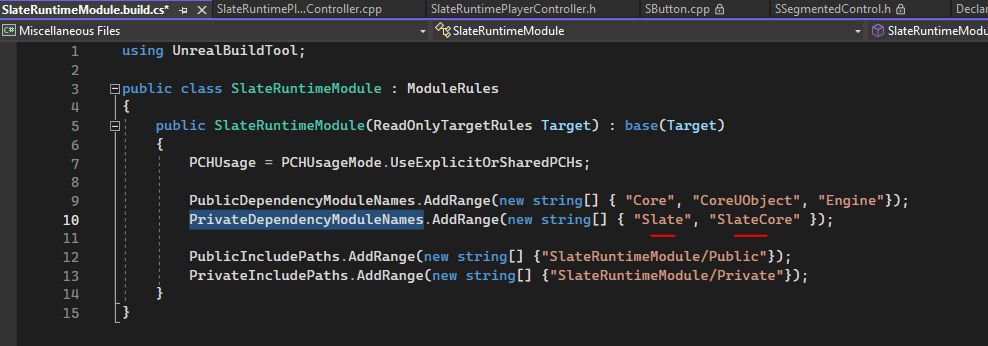 SlateRuntimeModule.build.cs*
SlateRuntimePl...Controller.cpp
SlateRuntimePlayerController.h
SButton.cpp
SSegmentedControl.h
Declar
C# Miscellaneous Files
SlateRuntimeModule
SlateRuntimeModu
1 using UnrealBuildTool;
2
3 public class SlateRuntimeModule : ModuleRules
4 {
5 public SlateRuntimeModule(ReadOnlyTargetRules Target) : base(Target)
6 {
7 PCHUsage = PCHUsageMode.UseExplicitOrSharedPCHs;
8
9 PublicDependencyModuleNames.AddRange(new string[] { "Core", "CoreUObject", "Engine"});
10 PrivateDependencyModuleNames.AddRange(new string[] { "Slate", "SlateCore" });
11
12 PublicIncludePaths.AddRange(new string[] {"SlateRuntimeModule/Public"});
13 PrivateIncludePaths.AddRange(new string[] {"SlateRuntimeModule/Private"});
14 }
15 }